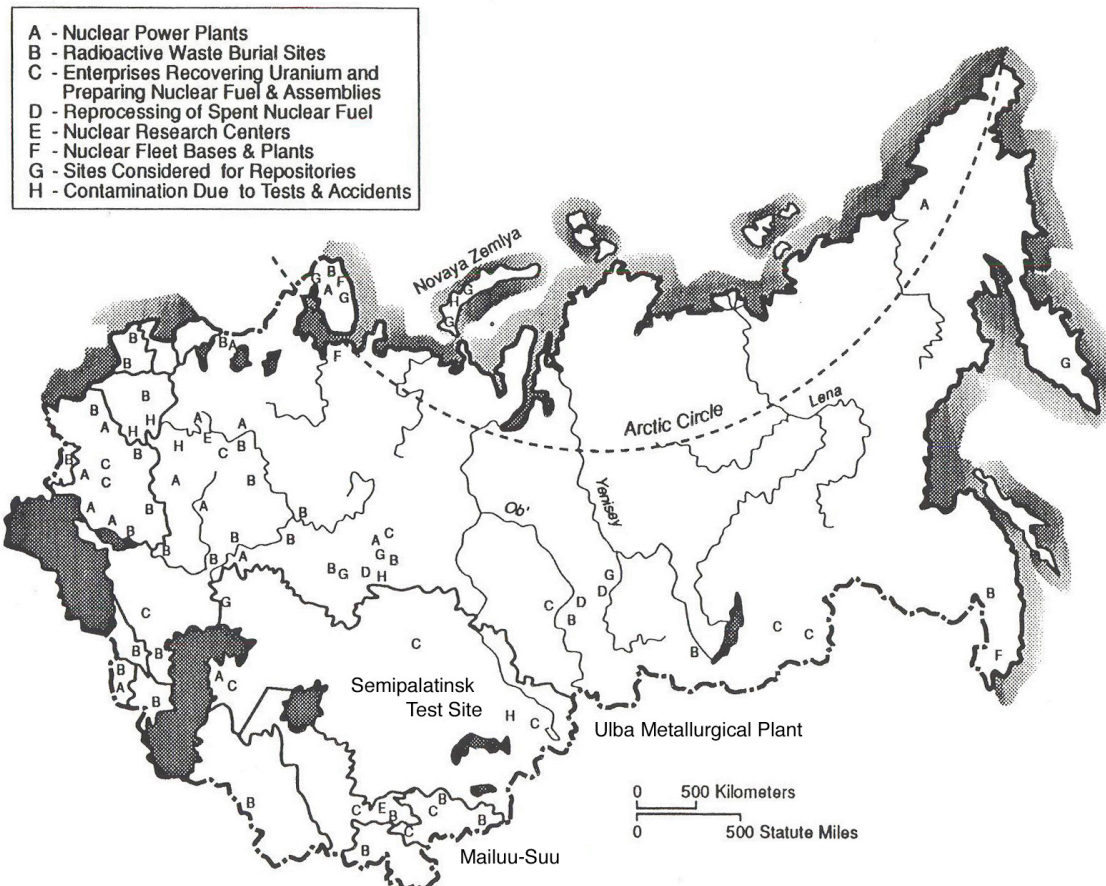 A - Nuclear Power Plants
B - Radioactive Waste Burial Sites
C - Enterprises Recovering Uranium and
Preparing Nuclear Fuel & Assemblies
D - Reprocessing of Spent Nuclear Fuel
E - Nuclear Research Centers
F - Nuclear Fleet Bases & Plants
G - Sites Considered for Repositories
H - Contamination Due to Tests & Accidents
A
Novaya Zemlya
G B F
A G
G
H
G
F
B
B
B A
G
Lena
Arctic Circle
B
B
A
H
H
A
E
A
H
C B
B
B
A C
C
A
B
A
B
Yenisey
Ob'
A A
B
B
B
B
B
B A
A C
G B
B G D H
G
D
D
C
B
B
G
C
C
C
B
F
C
B B
B
A
B
A C
B
Semipalatinsk
Test Site
H C
Ulba Metallurgical Plant
0 500 Kilometers
0 500 Statute Miles
B
C E B
B
C
B
C
B
Mailuu-Suu